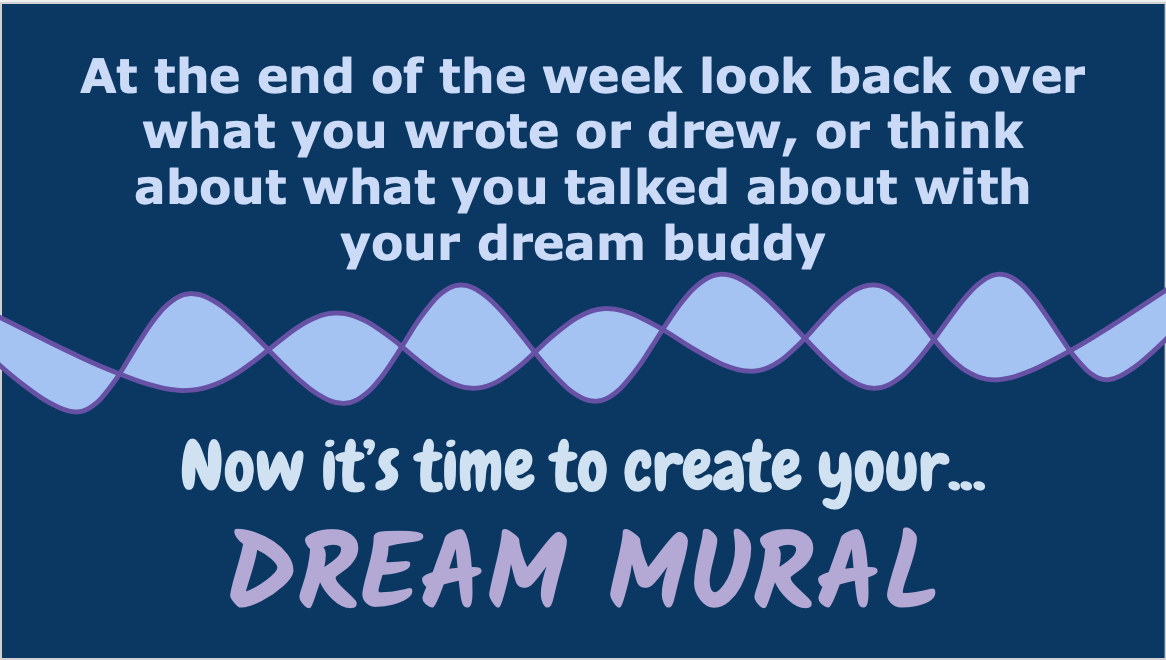 At the end of the week look back over
what you wrote or drew, or think
about what you talked about with
your dream buddy
Now it's time to create your...
DREAM MURAL